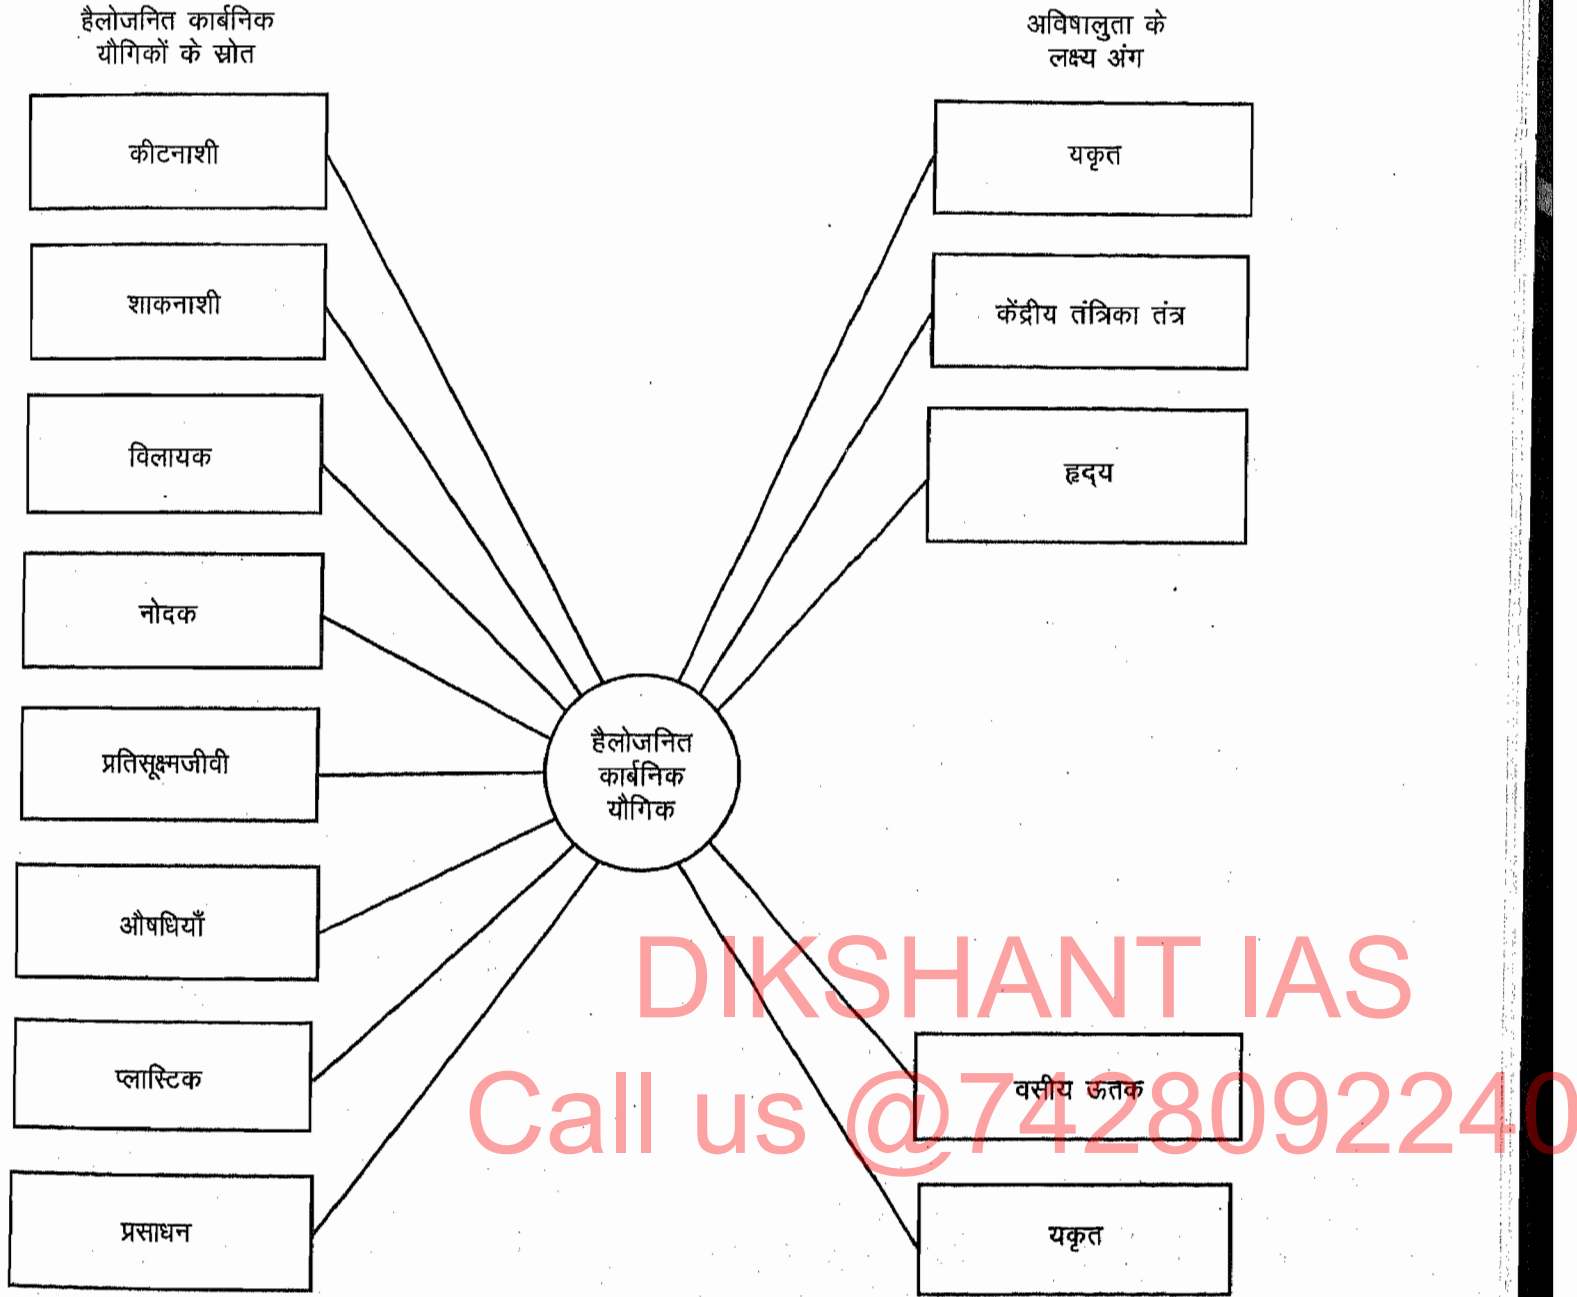 हैलोजनित कार्बनिक
यौगिकों के स्रोत
कीटनाशी
शाकनाशी
विलायक
नोदक
प्रतिसूक्ष्मजीवी
औषधियाँ
प्लास्टिक
प्रसाधन
हैलोजनित
कार्बनिक
यौगिक
अविषालुता के
लक्ष्य अंग
यकृत
केंद्रीय तंत्रिका तंत्र
हृदय
वसीय ऊतक
यकृत
DIKSHANT IAS
Call us @7428092240